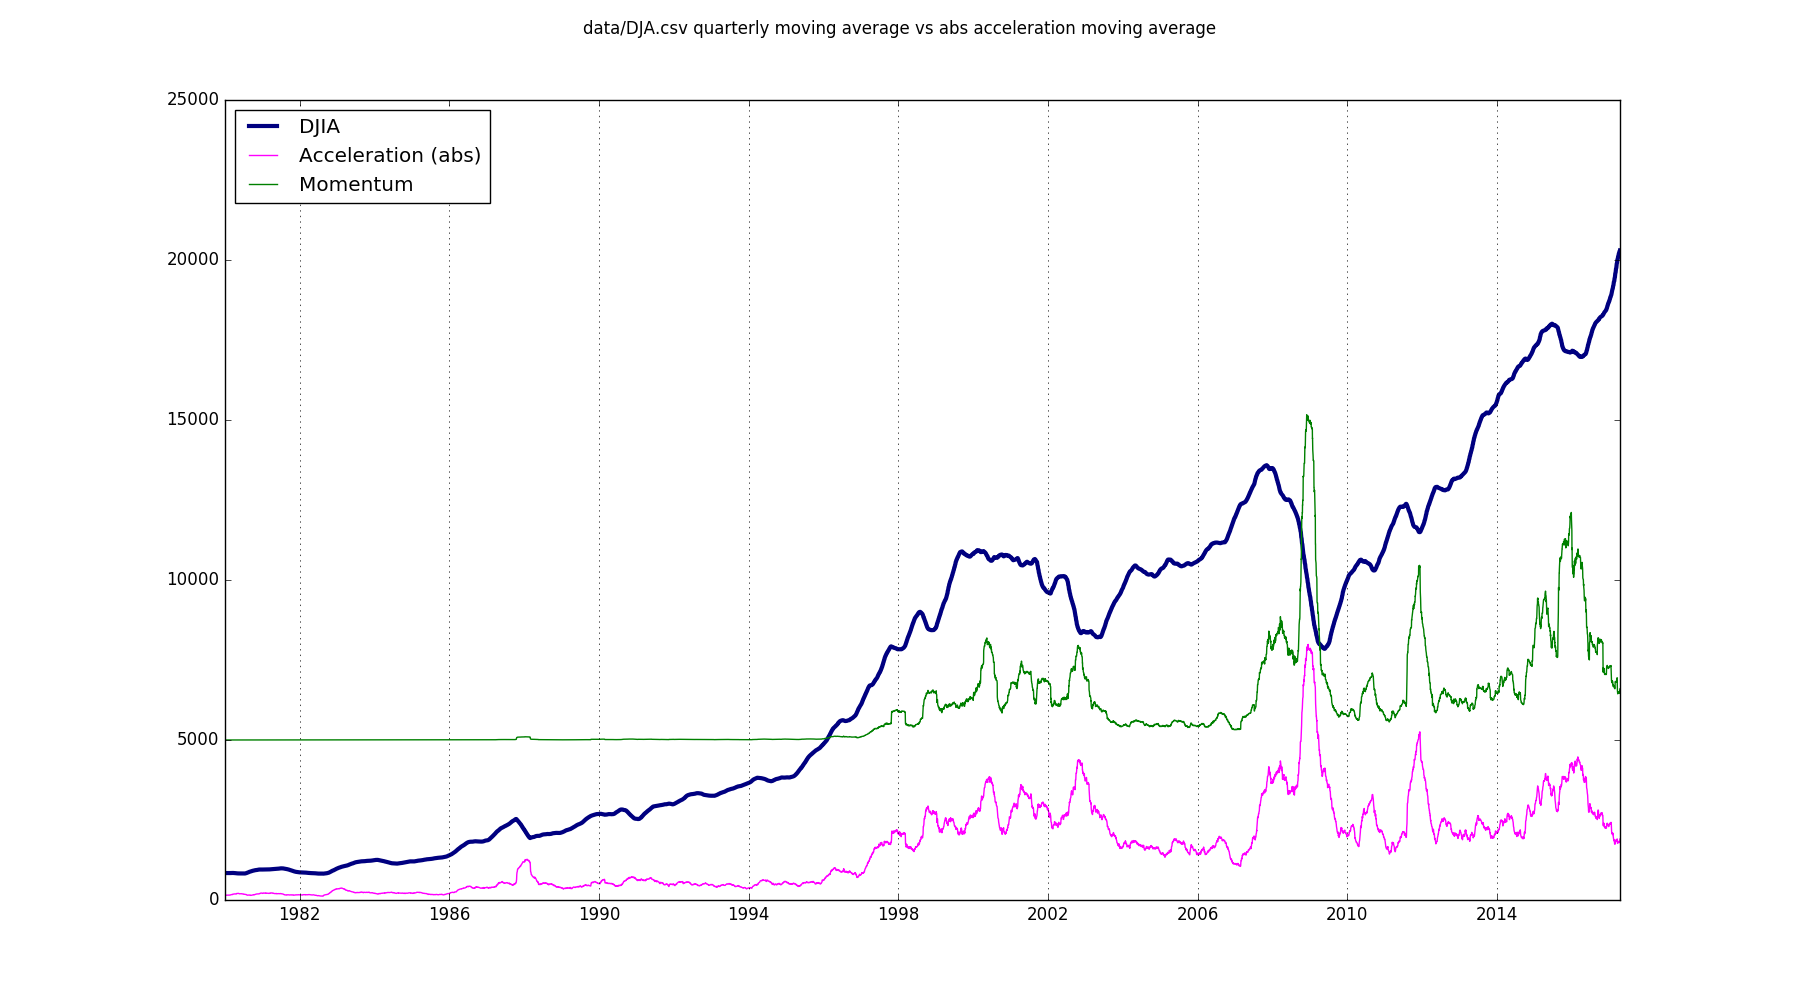 data/DJA.csv quarterly moving average vs abs acceleration moving average
25000
DJIA
Acceleration (abs)
Momentum
20000
15000
10000
5000
0
1982 1986 1990 1994 1998 2002 2006 2010 2014